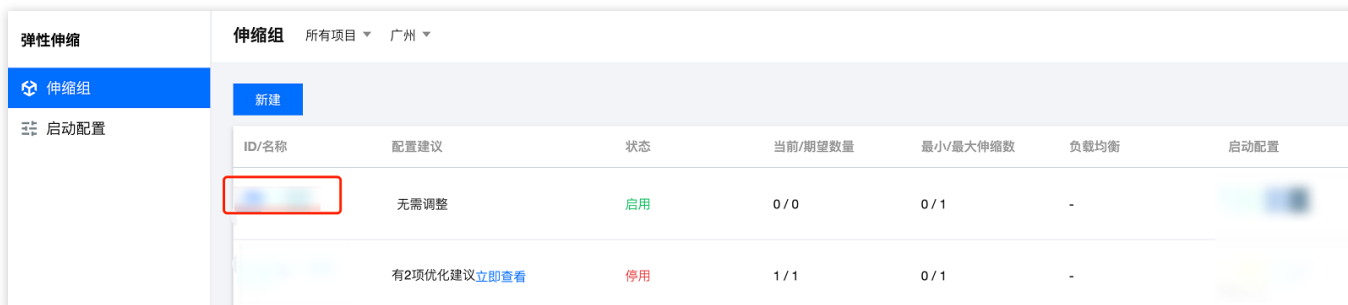 弹性伸缩
伸缩组
启动配置
伸缩组 所有项目 广州
新建
ID/名称 配置建议 状态 当前/期望数量 最小/最大伸缩数 负载均衡 启动配置
无需调整 启用 0 / 0 0 / 1 -
有2项优化建议立即查看 停用 1 / 1 0 / 1 -